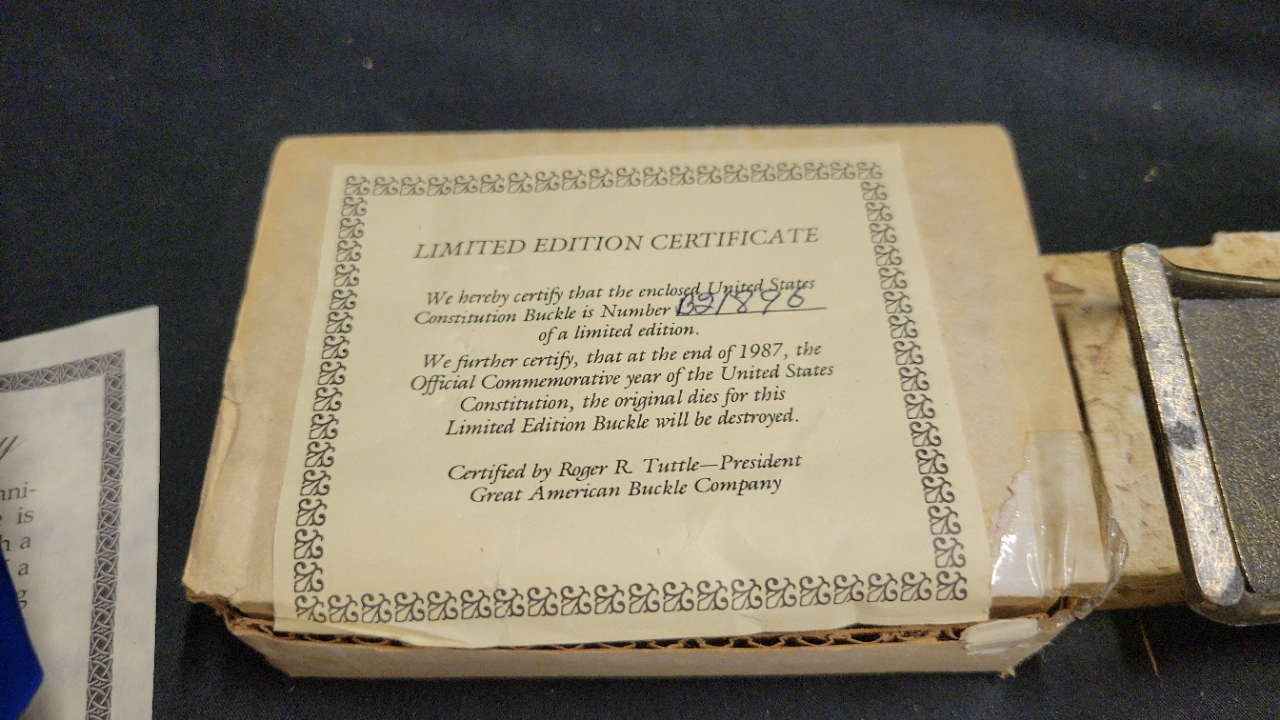 LIMITED EDITION CERTIFICATE
We hereby certify that the enclosed United States
Constitution Buckle is Number 021896
of a limited edition.
We further certify, that at the end of 1987, the
Official Commemorative year of the United States
Constitution, the original dies for this
Limited Edition Buckle will be destroyed.
Certified by Roger R. Tuttle—President
Great American Buckle Company
is
a
a